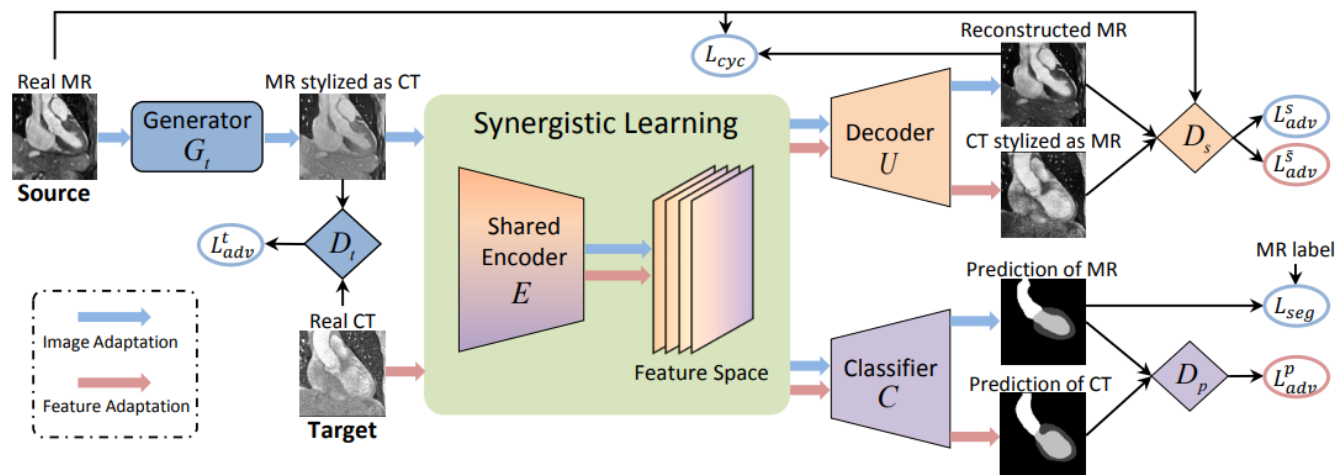 Real MR
Source
Generator
G_t
MR stylized as CT
L^t_adv
D_t
Real CT
Target
Image Adaptation
Feature Adaptation
Synergistic Learning
Shared
Encoder
E
Feature Space
L_cyc
Decoder
U
Reconstructed MR
CT stylized as MR
D_s
L^s_adv
L^s̃_adv
Classifier
C
Prediction of MR
Prediction of CT
MR label
L_seg
D_p
L^p_adv